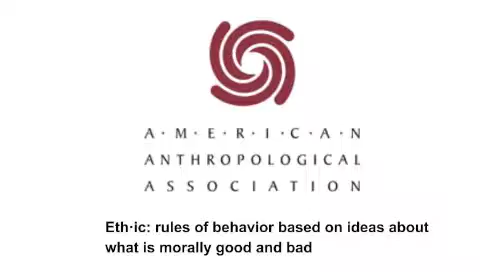 A·M·E·R·I·C·A·N
ANTHROPOLOGICAL
ASSOCIATION
Eth·ic: rules of behavior based on ideas about
what is morally good and bad